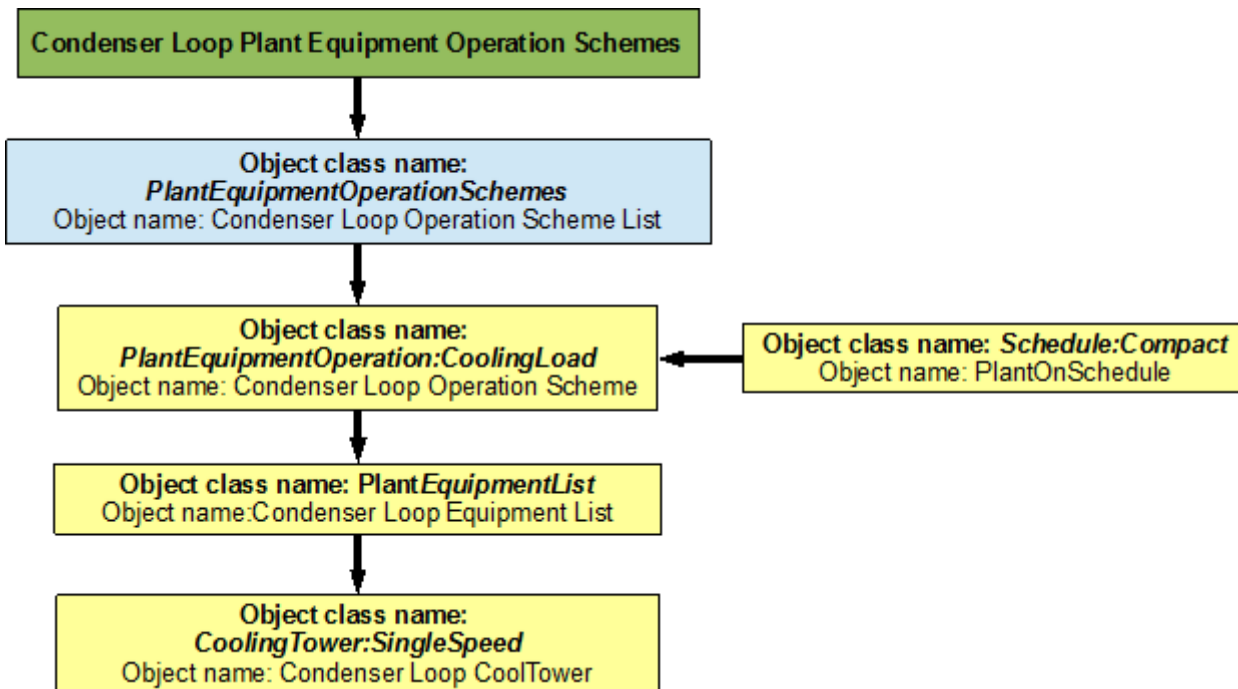 Condenser Loop Plant Equipment Operation Schemes
Object class name:
PlantEquipmentOperationSchemes
Object name: Condenser Loop Operation Scheme List
Object class name:
PlantEquipmentOperation:CoolingLoad
Object name: Condenser Loop Operation Scheme
Object class name: Schedule:Compact
Object name: PlantOnSchedule
Object class name: PlantEquipmentList
Object name:Condenser Loop Equipment List
Object class name:
CoolingTower:SingleSpeed
Object name: Condenser Loop CoolTower